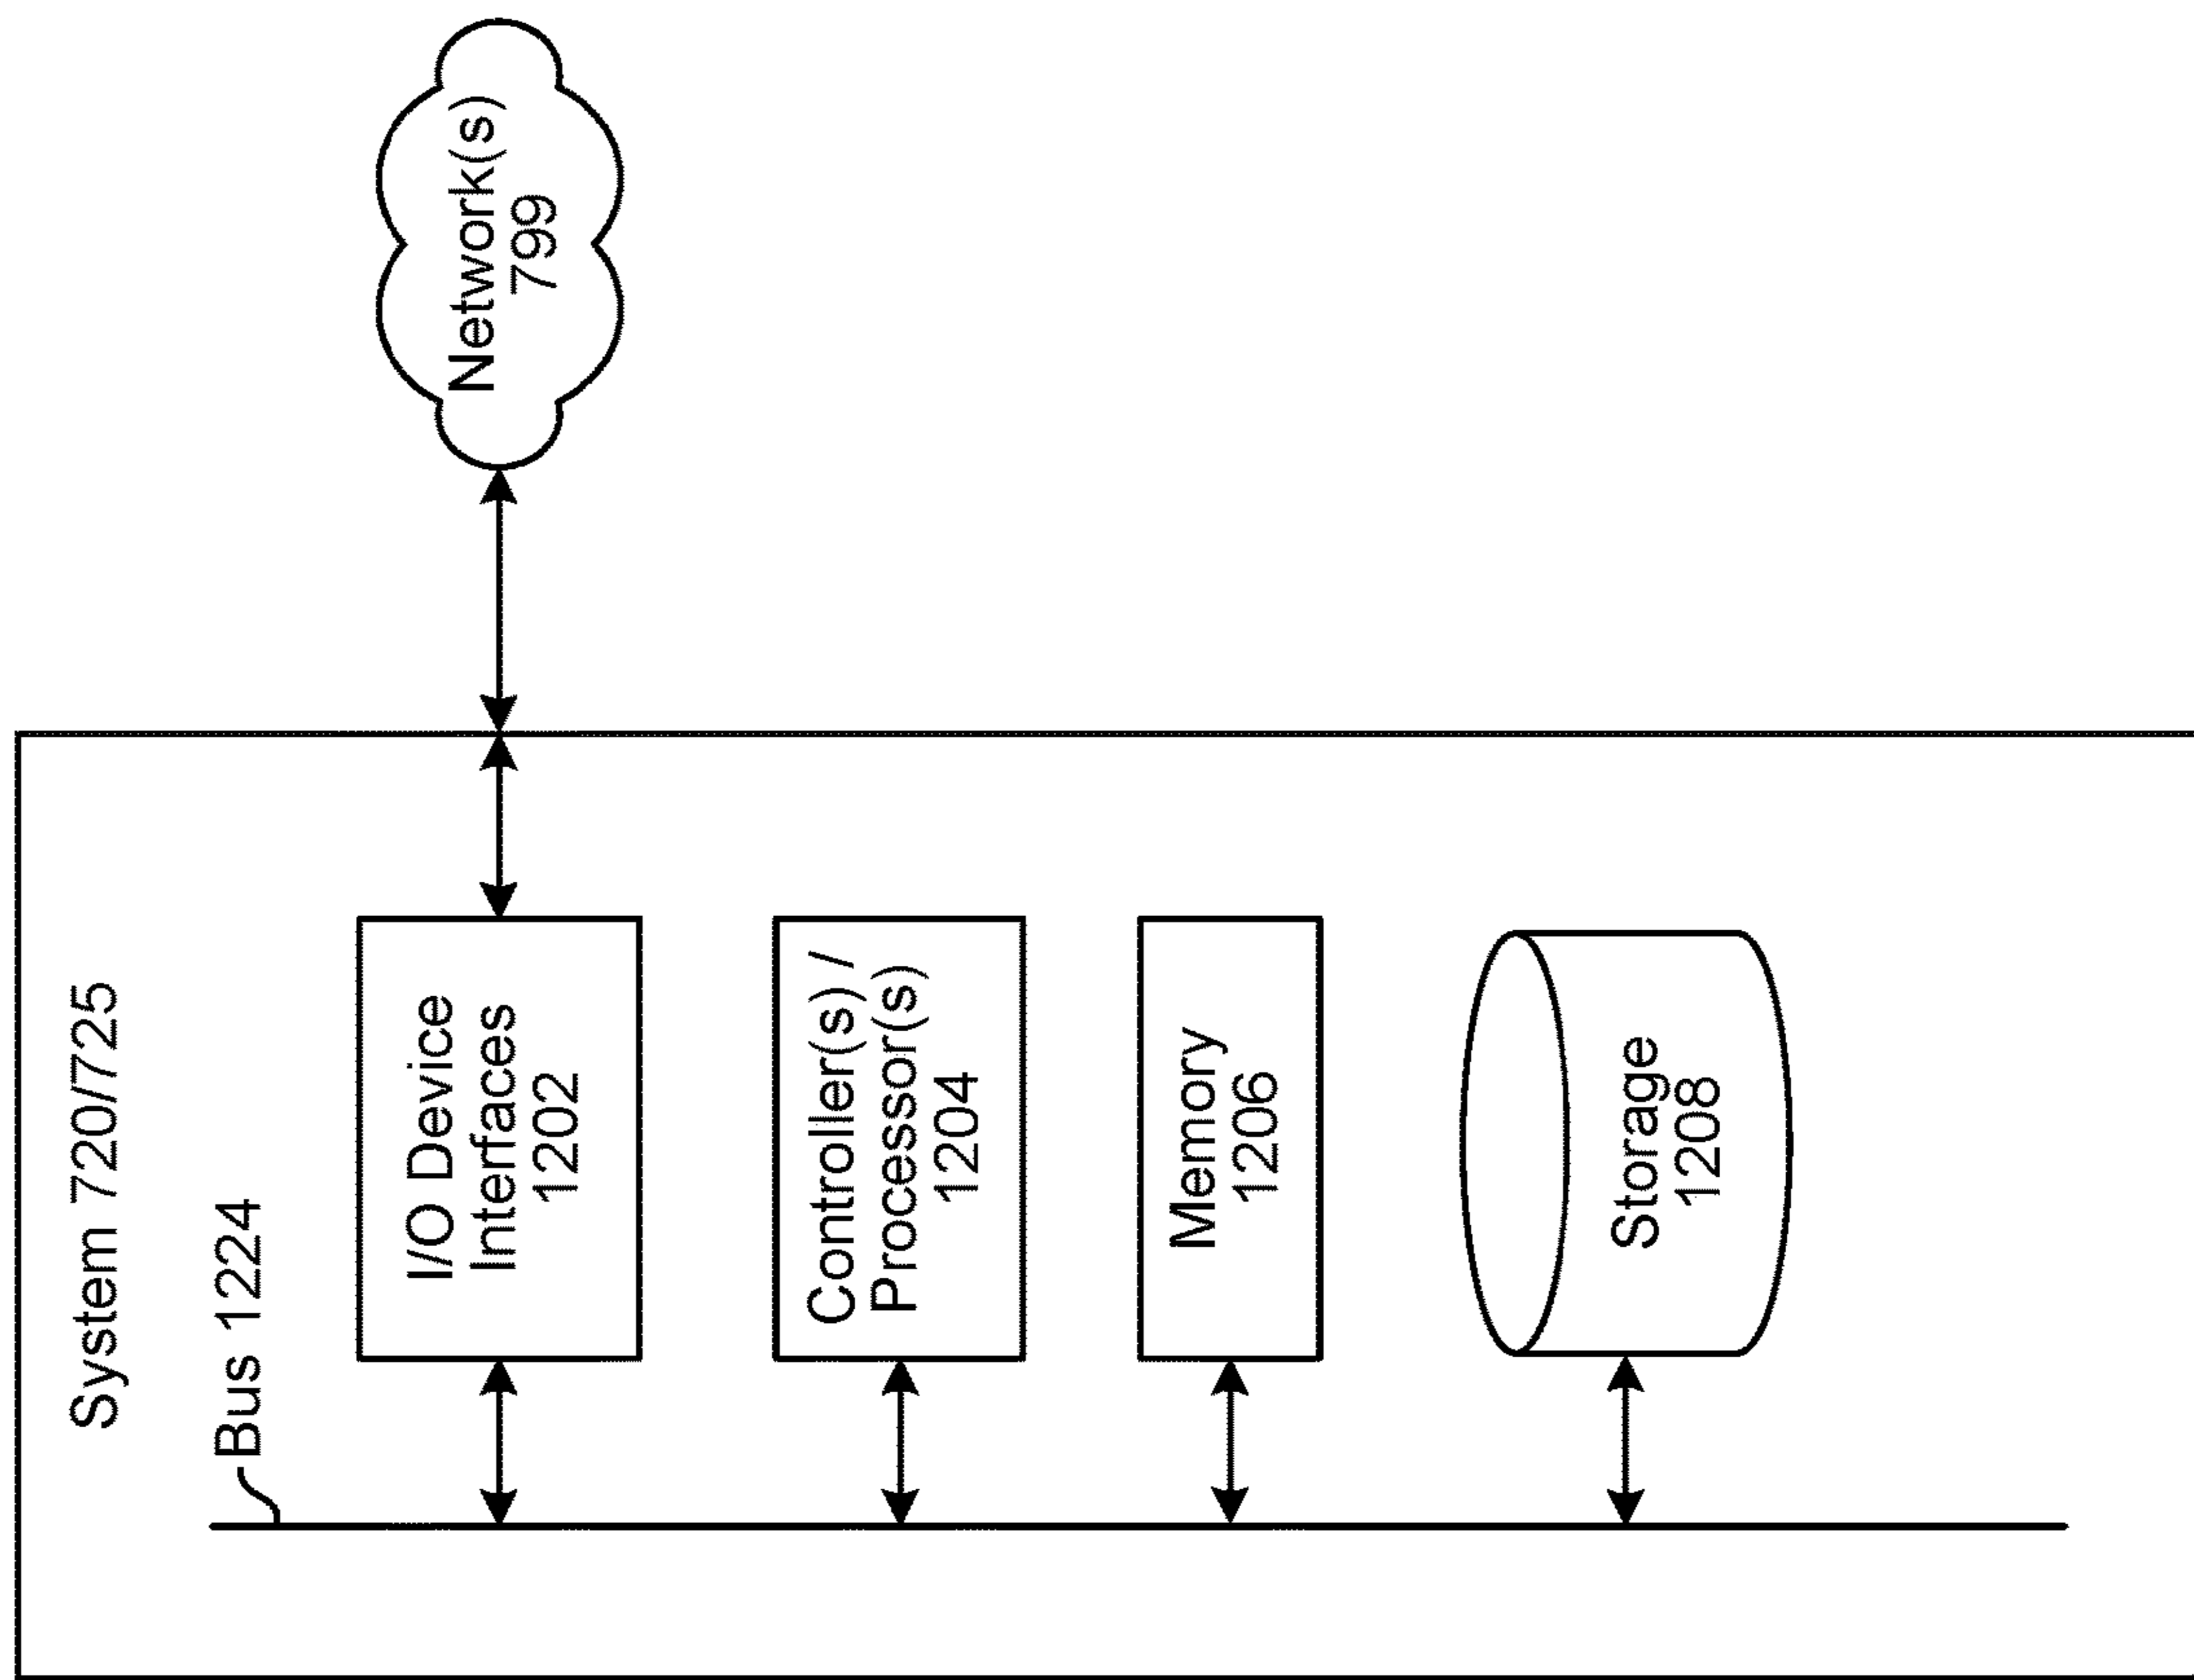 System 720/725
Bus 1224
I/O Device
Interfaces
1202
Network(s)
799
Controller(s) /
Processor(s)
1204
Memory
1206
Storage
1208